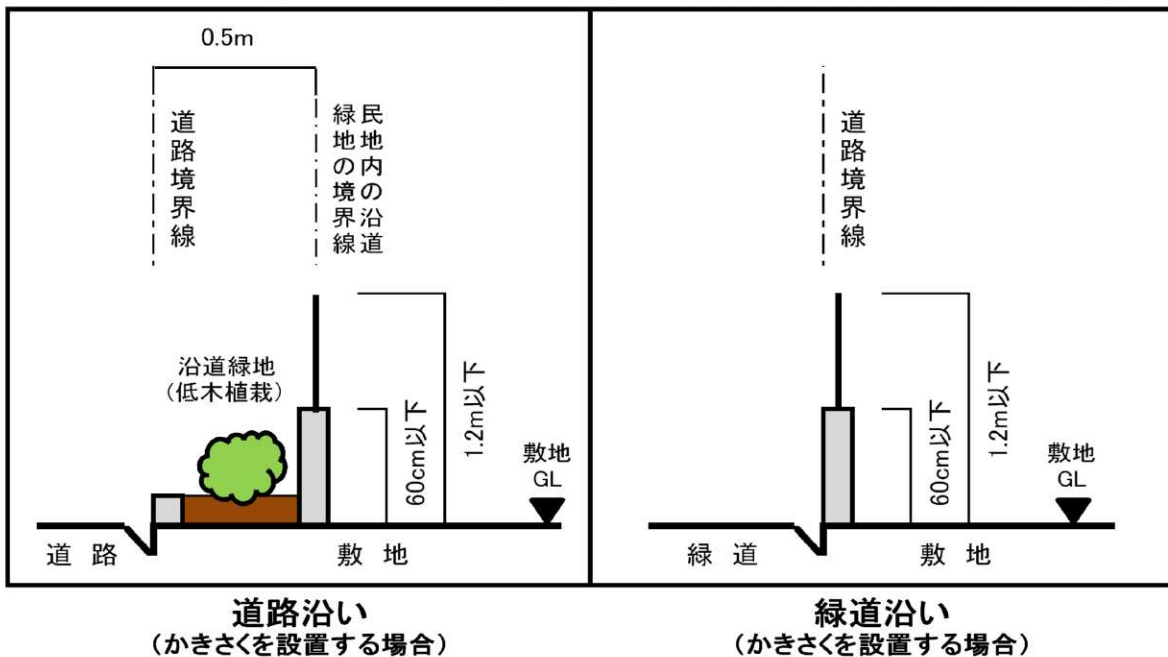 0.5m
道路境界線
民地内の沿道
緑地の境界線
沿道緑地
(低木植栽)
60cm以下
1.2m以下
敷地
GL
道路
敷地
道路沿い
(かきさくを設置する場合)
道路境界線
60cm以下
1.2m以下
敷地
GL
緑道
敷地
緑道沿い
(かきさくを設置する場合)